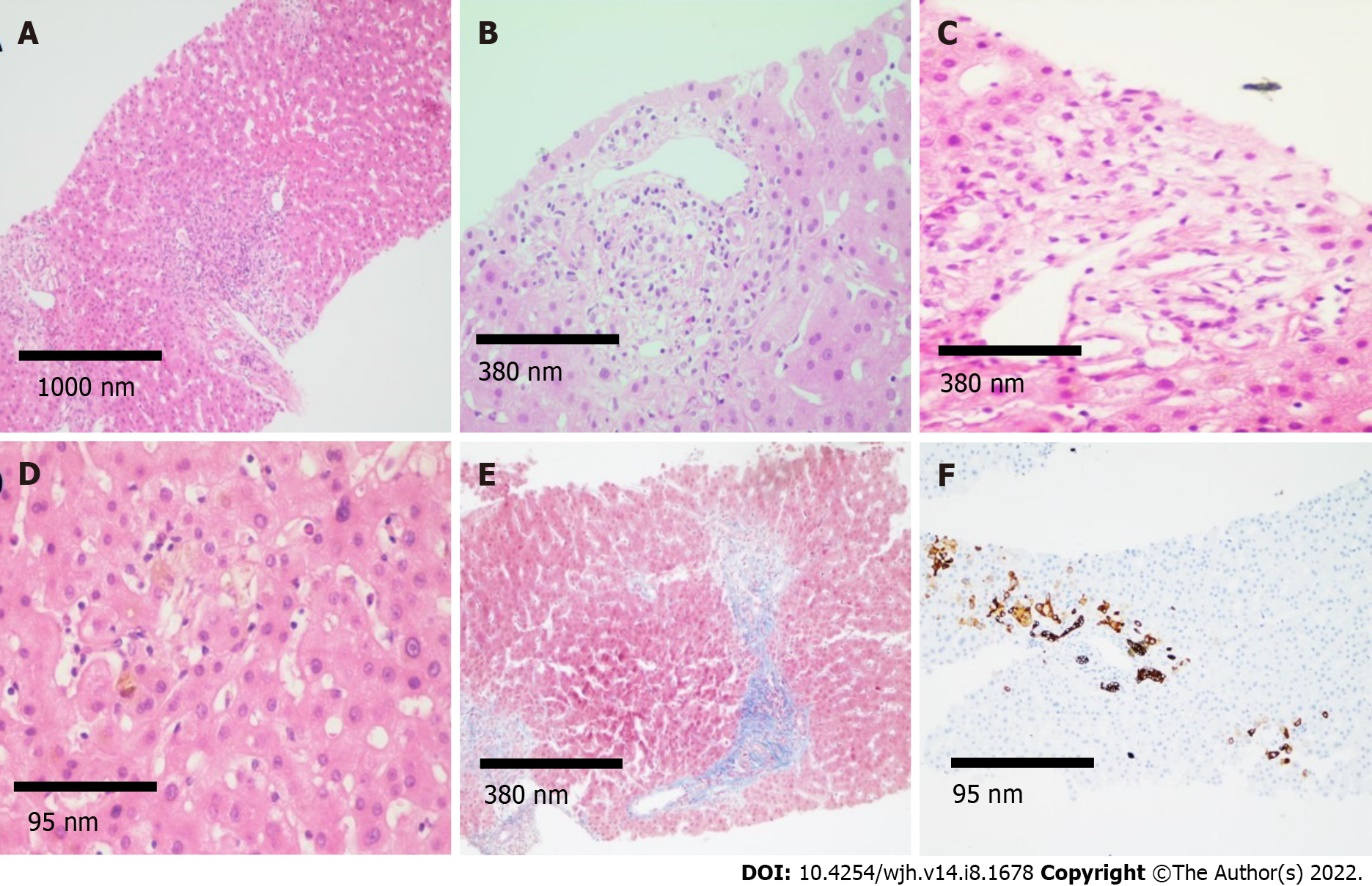 A
B
C
1000 nm
380 nm
380 nm
D
E
F
95 nm
380 nm
95 nm
DOI: 10.4254/wjh.v14.i8.1678 Copyright ©The Author(s) 2022.